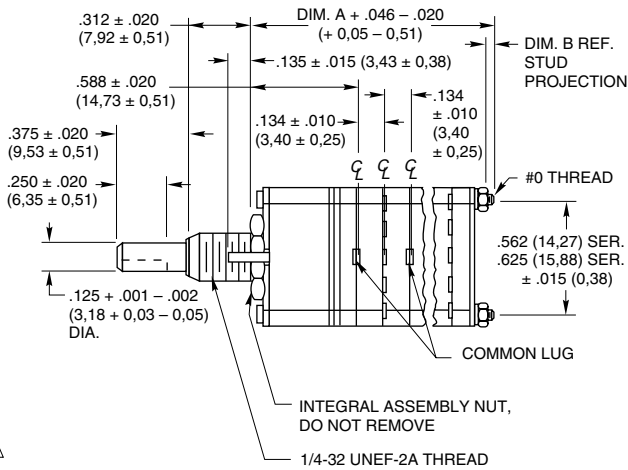 .312 ± .020
(7,92 ± 0,51)
DIM. A + .046 – .020
(+ 0,05 – 0,51)
DIM. B REF.
STUD
PROJECTION
.135 ± .015 (3,43 ± 0,38)
.588 ± .020
(14,73 ± 0,51)
.134 ± .010
(3,40 ± 0,25)
.134
± .010
(3,40
± 0,25)
.375 ± .020
(9,53 ± 0,51)
℄ ℄ ℄
#0 THREAD
.250 ± .020
(6,35 ± 0,51)
.562 (14,27) SER.
.625 (15,88) SER.
± .015 (0,38)
.125 + .001 – .002
(3,18 + 0,03 – 0,05)
DIA.
COMMON LUG
INTEGRAL ASSEMBLY NUT,
DO NOT REMOVE
1/4-32 UNEF-2A THREAD